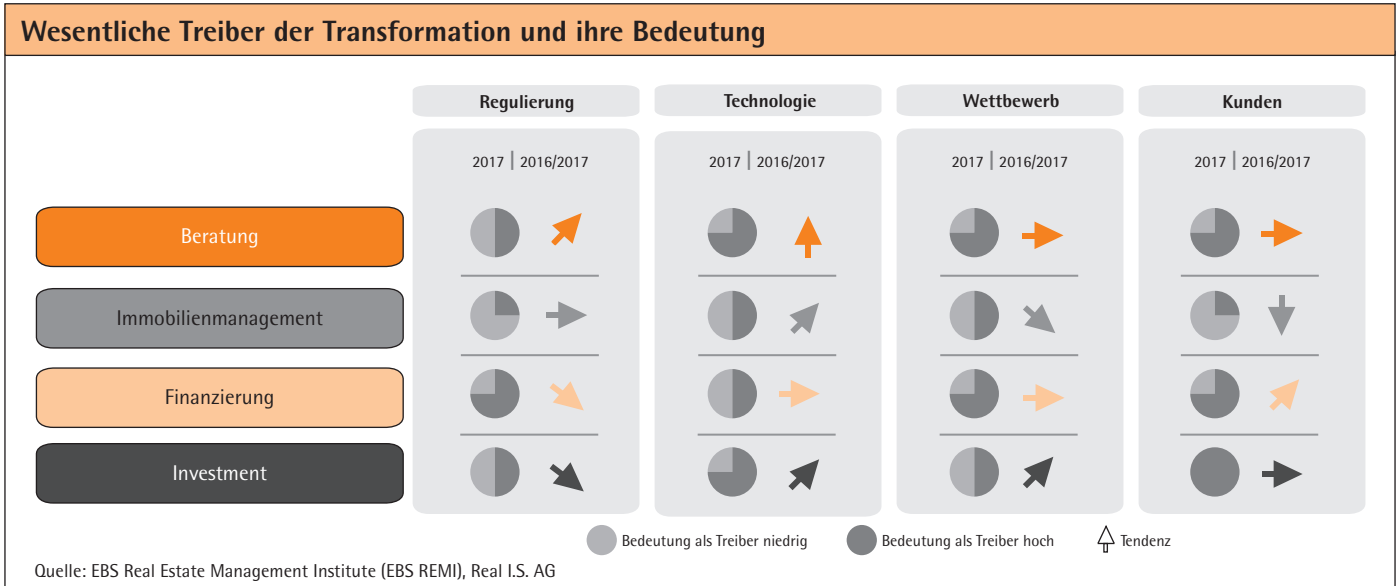 Wesentliche Treiber der Transformation und ihre Bedeutung
Regulierung
Technologie
Wettbewerb
Kunden
2017 | 2016/2017
2017 | 2016/2017
2017 | 2016/2017
2017 | 2016/2017
Beratung
Immobilienmanagement
Finanzierung
Investment
Bedeutung als Treiber niedrig
Bedeutung als Treiber hoch
Tendenz
Quelle: EBS Real Estate Management Institute (EBS REMI), Real I.S. AG